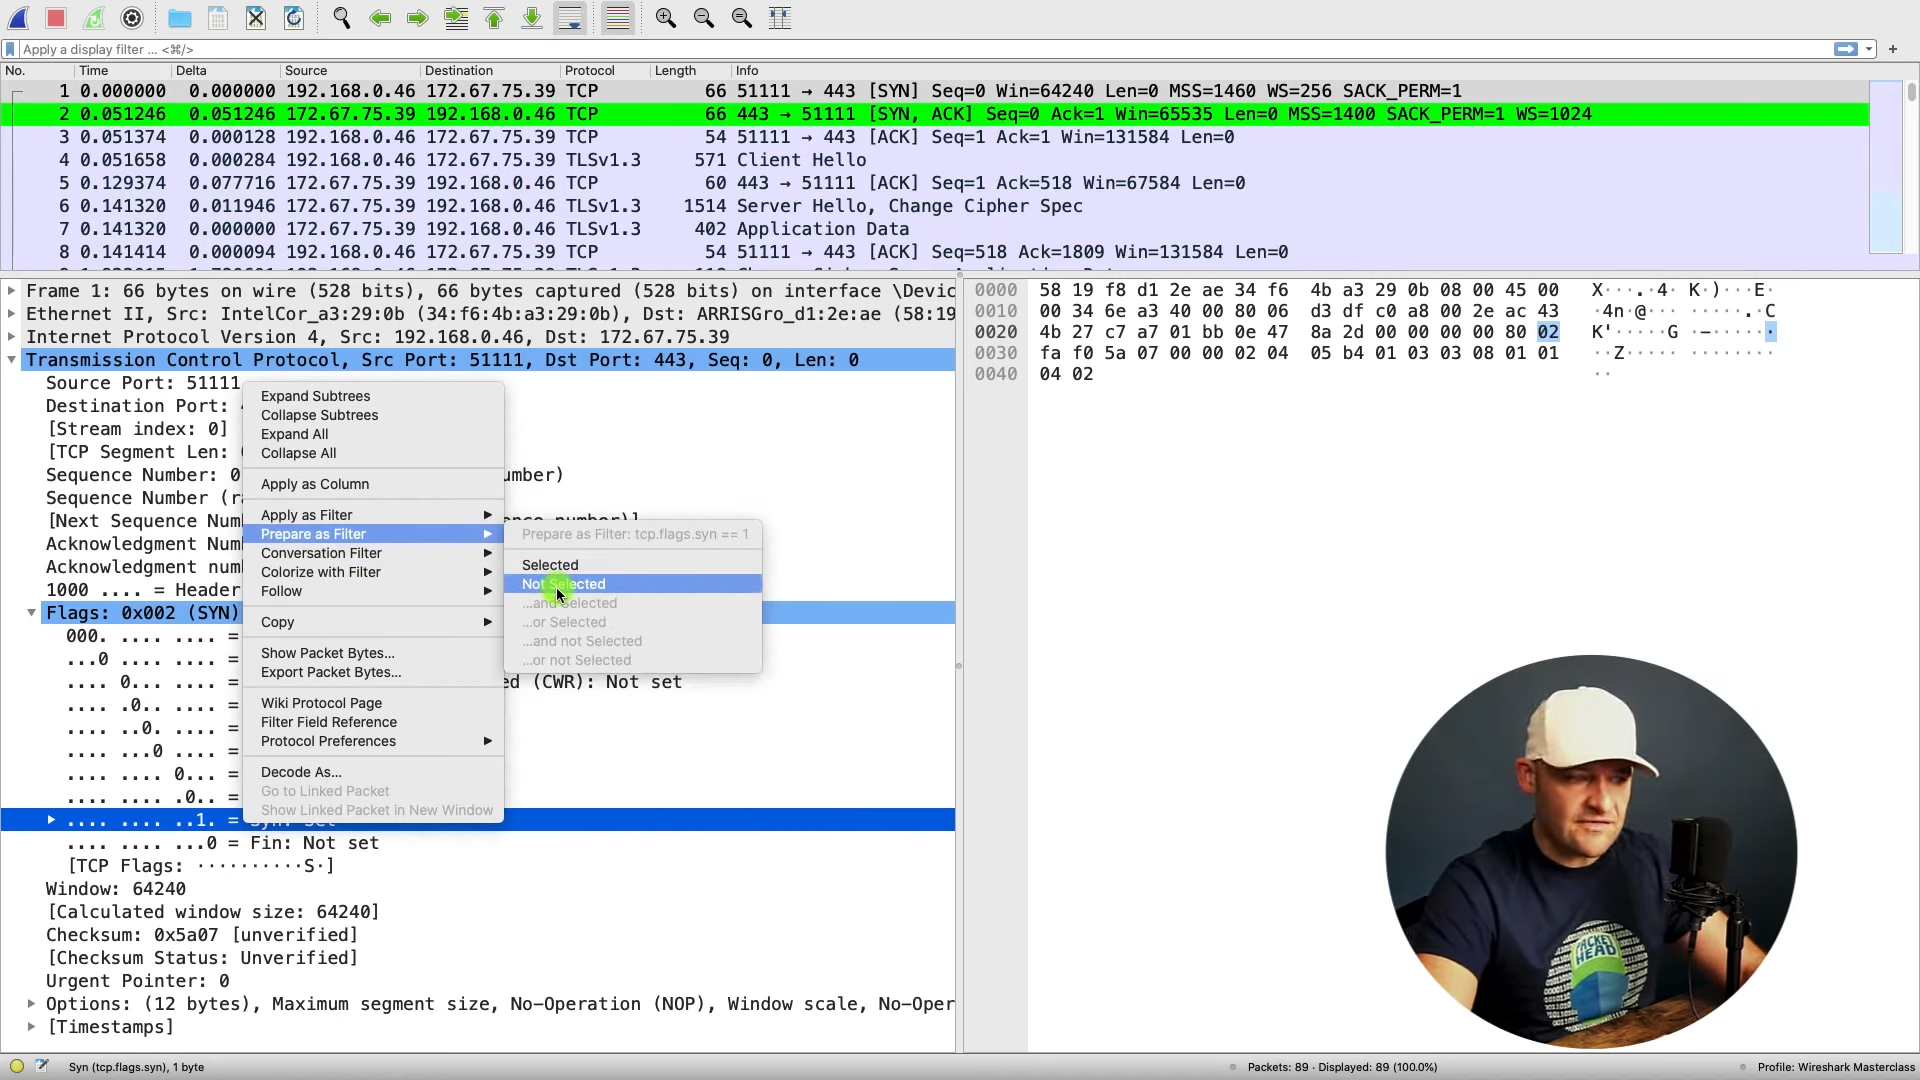 Apply a display filter ... <⌘/>
No. Time Delta Source Destination Protocol Length Info
1 0.000000 0.000000 192.168.0.46 172.67.75.39 TCP 66 51111 → 443 [SYN] Seq=0 Win=64240 Len=0 MSS=1460 WS=256 SACK_PERM=1
2 0.051246 0.051246 172.67.75.39 192.168.0.46 TCP 66 443 → 51111 [SYN, ACK] Seq=0 Ack=1 Win=65535 Len=0 MSS=1400 SACK_PERM=1 WS=1024
3 0.051374 0.000128 192.168.0.46 172.67.75.39 TCP 54 51111 → 443 [ACK] Seq=1 Ack=1 Win=131584 Len=0
4 0.051658 0.000284 192.168.0.46 172.67.75.39 TLSv1.3 571 Client Hello
5 0.129374 0.077716 172.67.75.39 192.168.0.46 TCP 60 443 → 51111 [ACK] Seq=1 Ack=518 Win=67584 Len=0
6 0.141320 0.011946 172.67.75.39 192.168.0.46 TLSv1.3 1514 Server Hello, Change Cipher Spec
7 0.141320 0.000000 172.67.75.39 192.168.0.46 TLSv1.3 402 Application Data
8 0.141414 0.000094 192.168.0.46 172.67.75.39 TCP 54 51111 → 443 [ACK] Seq=518 Ack=1809 Win=131584 Len=0
Frame 1: 66 bytes on wire (528 bits), 66 bytes captured (528 bits) on interface \Devic
Ethernet II, Src: IntelCor_a3:29:0b (34:f6:4b:a3:29:0b), Dst: ARRISGro_d1:2e:ae (58:19
Internet Protocol Version 4, Src: 192.168.0.46, Dst: 172.67.75.39
Transmission Control Protocol, Src Port: 51111, Dst Port: 443, Seq: 0, Len: 0
Source Port: 51111
Destination Port:
[Stream index: 0]
[TCP Segment Len:
Sequence Number: 0 umber)
Sequence Number (r
[Next Sequence Num ence number)]
Acknowledgment Num
Acknowledgment num
1000 .... = Header
Flags: 0x002 (SYN)
000. .... .... =
...0 .... .... =
.... 0... .... = ed (CWR): Not set
.... .0.. .... =
.... ..0. .... =
.... ...0 .... =
.... .... 0... =
.... .... .0.. =
.... .... ..1. = Syn: Set
.... .... ...0 = Fin: Not set
[TCP Flags: ··········S·]
Window: 64240
[Calculated window size: 64240]
Checksum: 0x5a07 [unverified]
[Checksum Status: Unverified]
Urgent Pointer: 0
Options: (12 bytes), Maximum segment size, No-Operation (NOP), Window scale, No-Oper
[Timestamps]
Expand Subtrees
Collapse Subtrees
Expand All
Collapse All
Apply as Column
Apply as Filter
Prepare as Filter
Conversation Filter
Colorize with Filter
Follow
Copy
Show Packet Bytes...
Export Packet Bytes...
Wiki Protocol Page
Filter Field Reference
Protocol Preferences
Decode As...
Go to Linked Packet
Show Linked Packet in New Window
Prepare as Filter: tcp.flags.syn == 1
Selected
Not Selected
...and Selected
...or Selected
...and not Selected
...or not Selected
0000 58 19 f8 d1 2e ae 34 f6 4b a3 29 0b 08 00 45 00 X···.·4· K·)···E·
0010 00 34 6e a3 40 00 80 06 d3 df c0 a8 00 2e ac 43 ·4n·@··· ·····.·C
0020 4b 27 c7 a7 01 bb 0e 47 8a 2d 00 00 00 00 80 02 K'·····G ·-······
0030 fa f0 5a 07 00 00 02 04 05 b4 01 03 03 08 01 01 ··Z····· ········
0040 04 02 ··
PACKET
HEAD
Syn (tcp.flags.syn), 1 byte
Packets: 89 · Displayed: 89 (100.0%)
Profile: Wireshark Masterclass